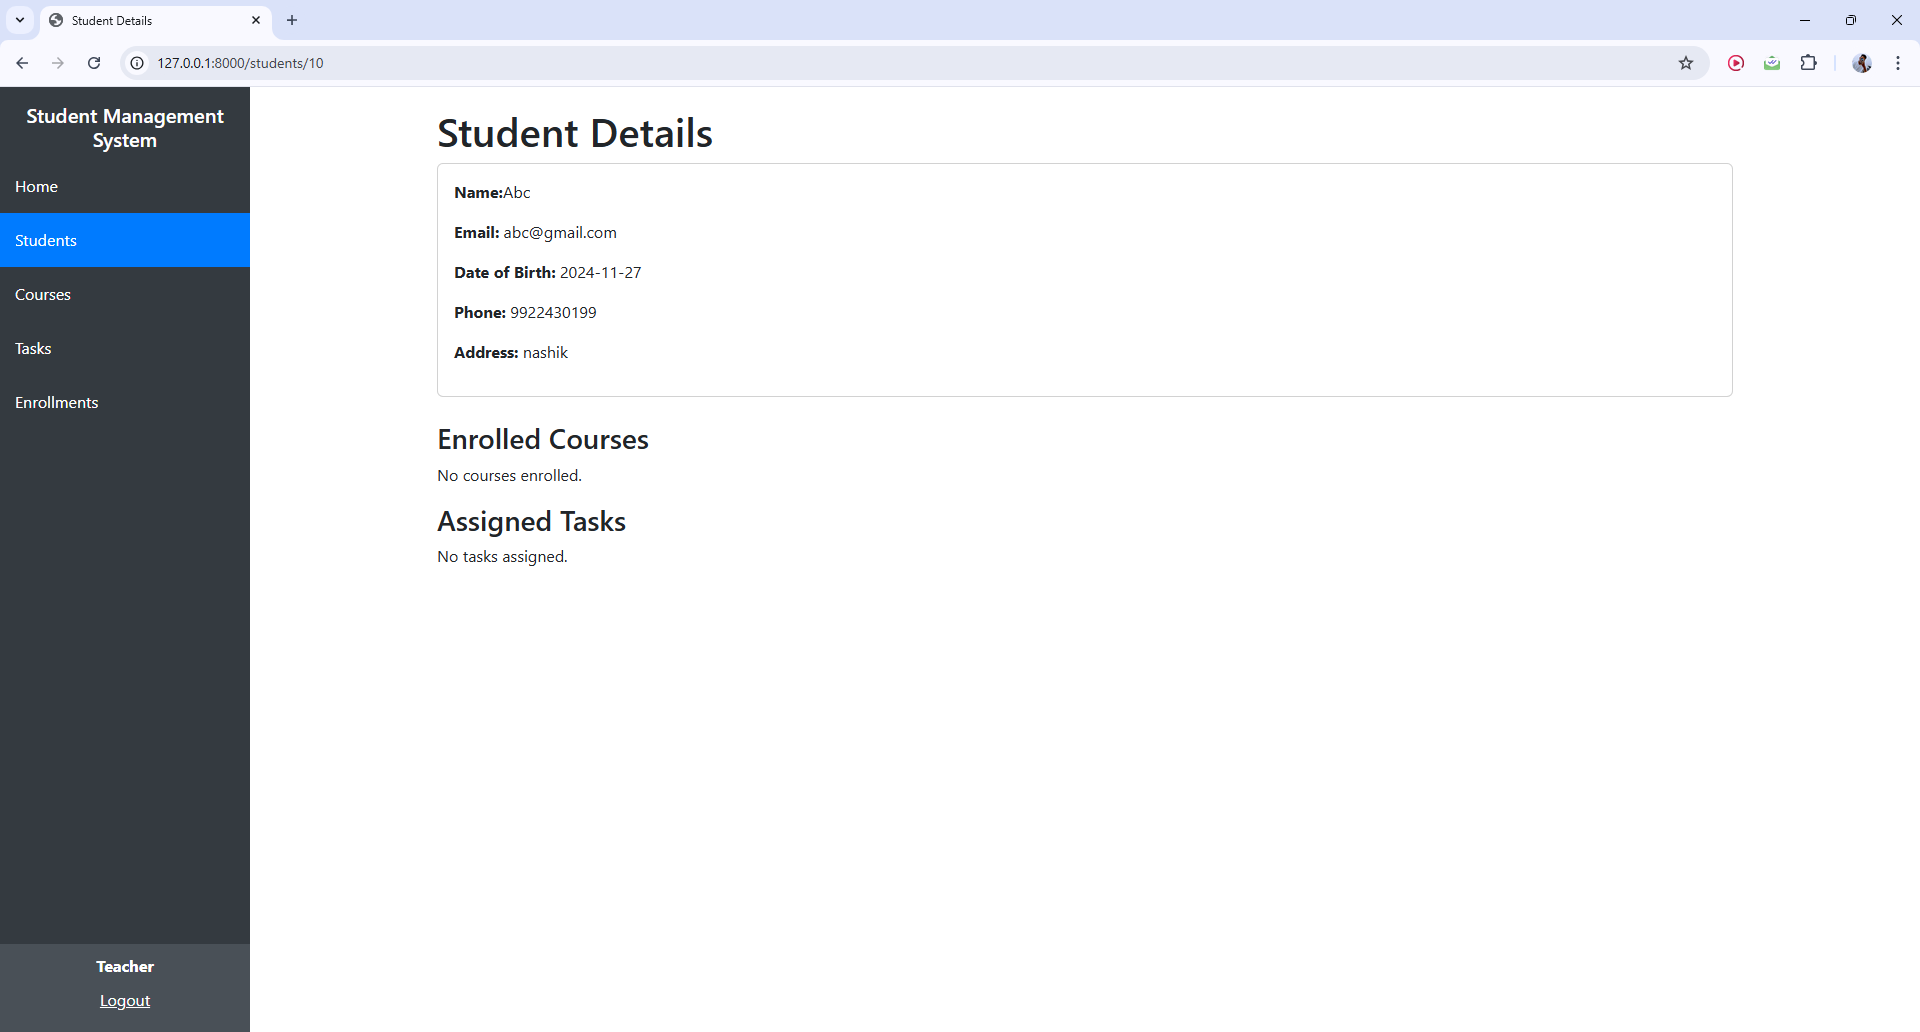 Student Details
127.0.0.1:8000/students/10
Student Management
System
Home
Students
Courses
Tasks
Enrollments
Teacher
Logout
Student Details
Name:Abc
Email: abc@gmail.com
Date of Birth: 2024-11-27
Phone: 9922430199
Address: nashik
Enrolled Courses
No courses enrolled.
Assigned Tasks
No tasks assigned.